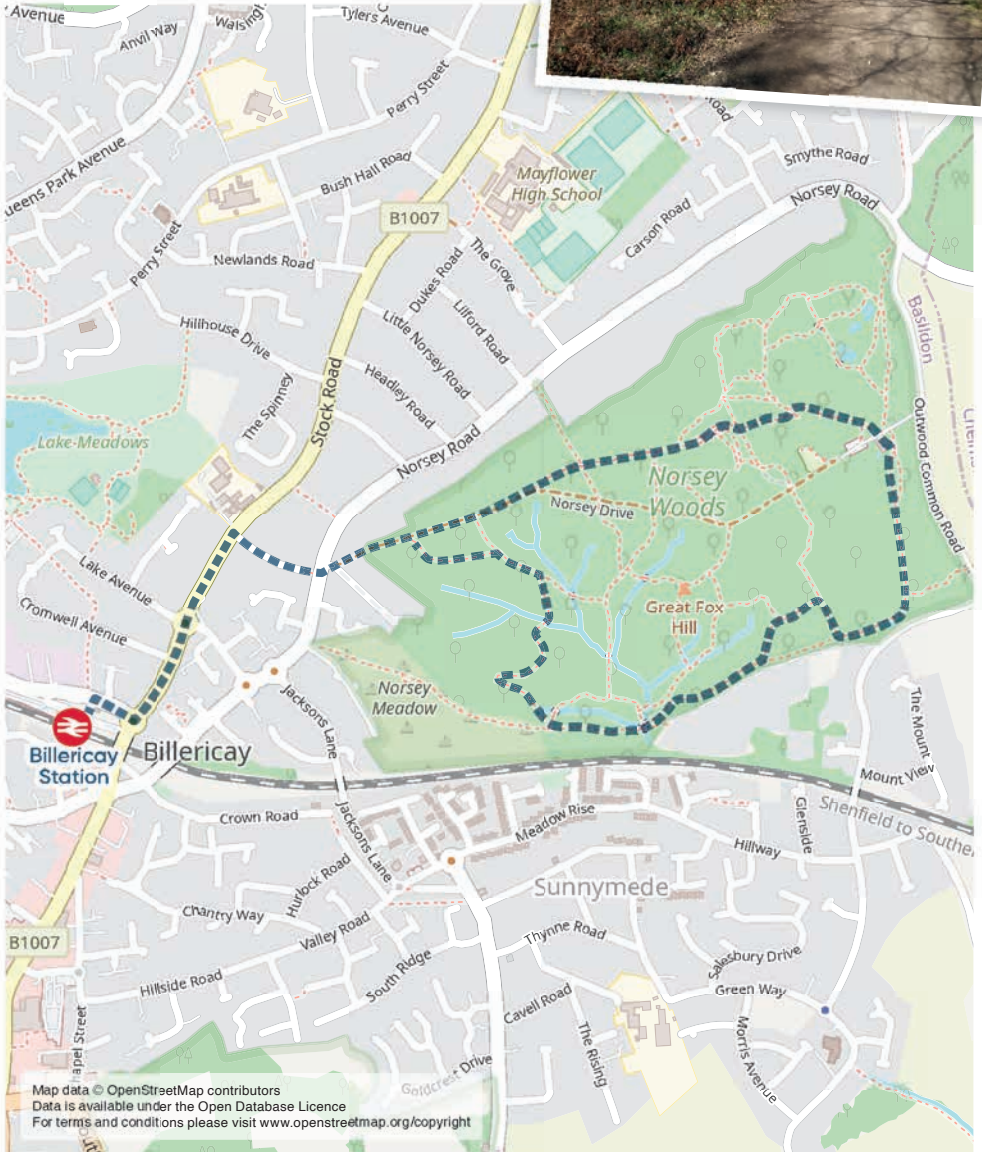 Avenue
Anvil Way
Walsing
Tylers Avenue
Perry Street
Road
Queens Park Avenue
Bush Hall Road
Mayflower
High School
Smythe Road
Norsey Road
B1007
Carson Road
The Grove
Perry Street
Newlands Road
Dukes Road
Lilford Road
Little Norsey Road
Hillhouse Drive
Headley Road
Basildon
The Spinney
Stock Road
Norsey Road
Outwood Common Road
Lake Meadows
Norsey
Woods
Norsey Drive
Lake Avenue
Cromwell Avenue
Great Fox
Hill
Norsey
Meadow
Jacksons Lane
Billericay
Station
Billericay
The Mount
Mount View
Shenfield to Southe
Crown Road
Jacksons Lane
Meadow Rise
Glenside
Hillway
Hurlock Road
Sunnymede
Chantry Way
Valley Road
Thynne Road
B1007
South Ridge
Salesbury Drive
Hillside Road
Green Way
Cavell Road
The Rising
Morris Avenue
hapel Street
Goldcrest Drive
Map data © OpenStreetMap contributors
Data is available under the Open Database Licence
For terms and conditions please visit www.openstreetmap.org/copyright